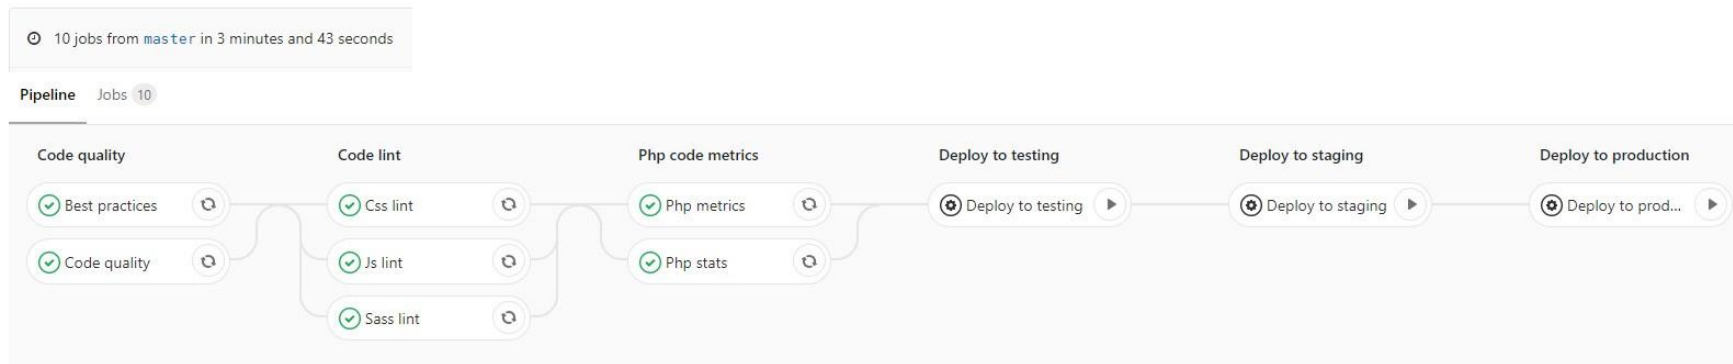 10 jobs from master in 3 minutes and 43 seconds
Pipeline Jobs 10
Code quality Code lint Php code metrics Deploy to testing Deploy to staging Deploy to production
Best practices Css lint Php metrics Deploy to testing Deploy to staging Deploy to prod...
Code quality Js lint Php stats
Sass lint